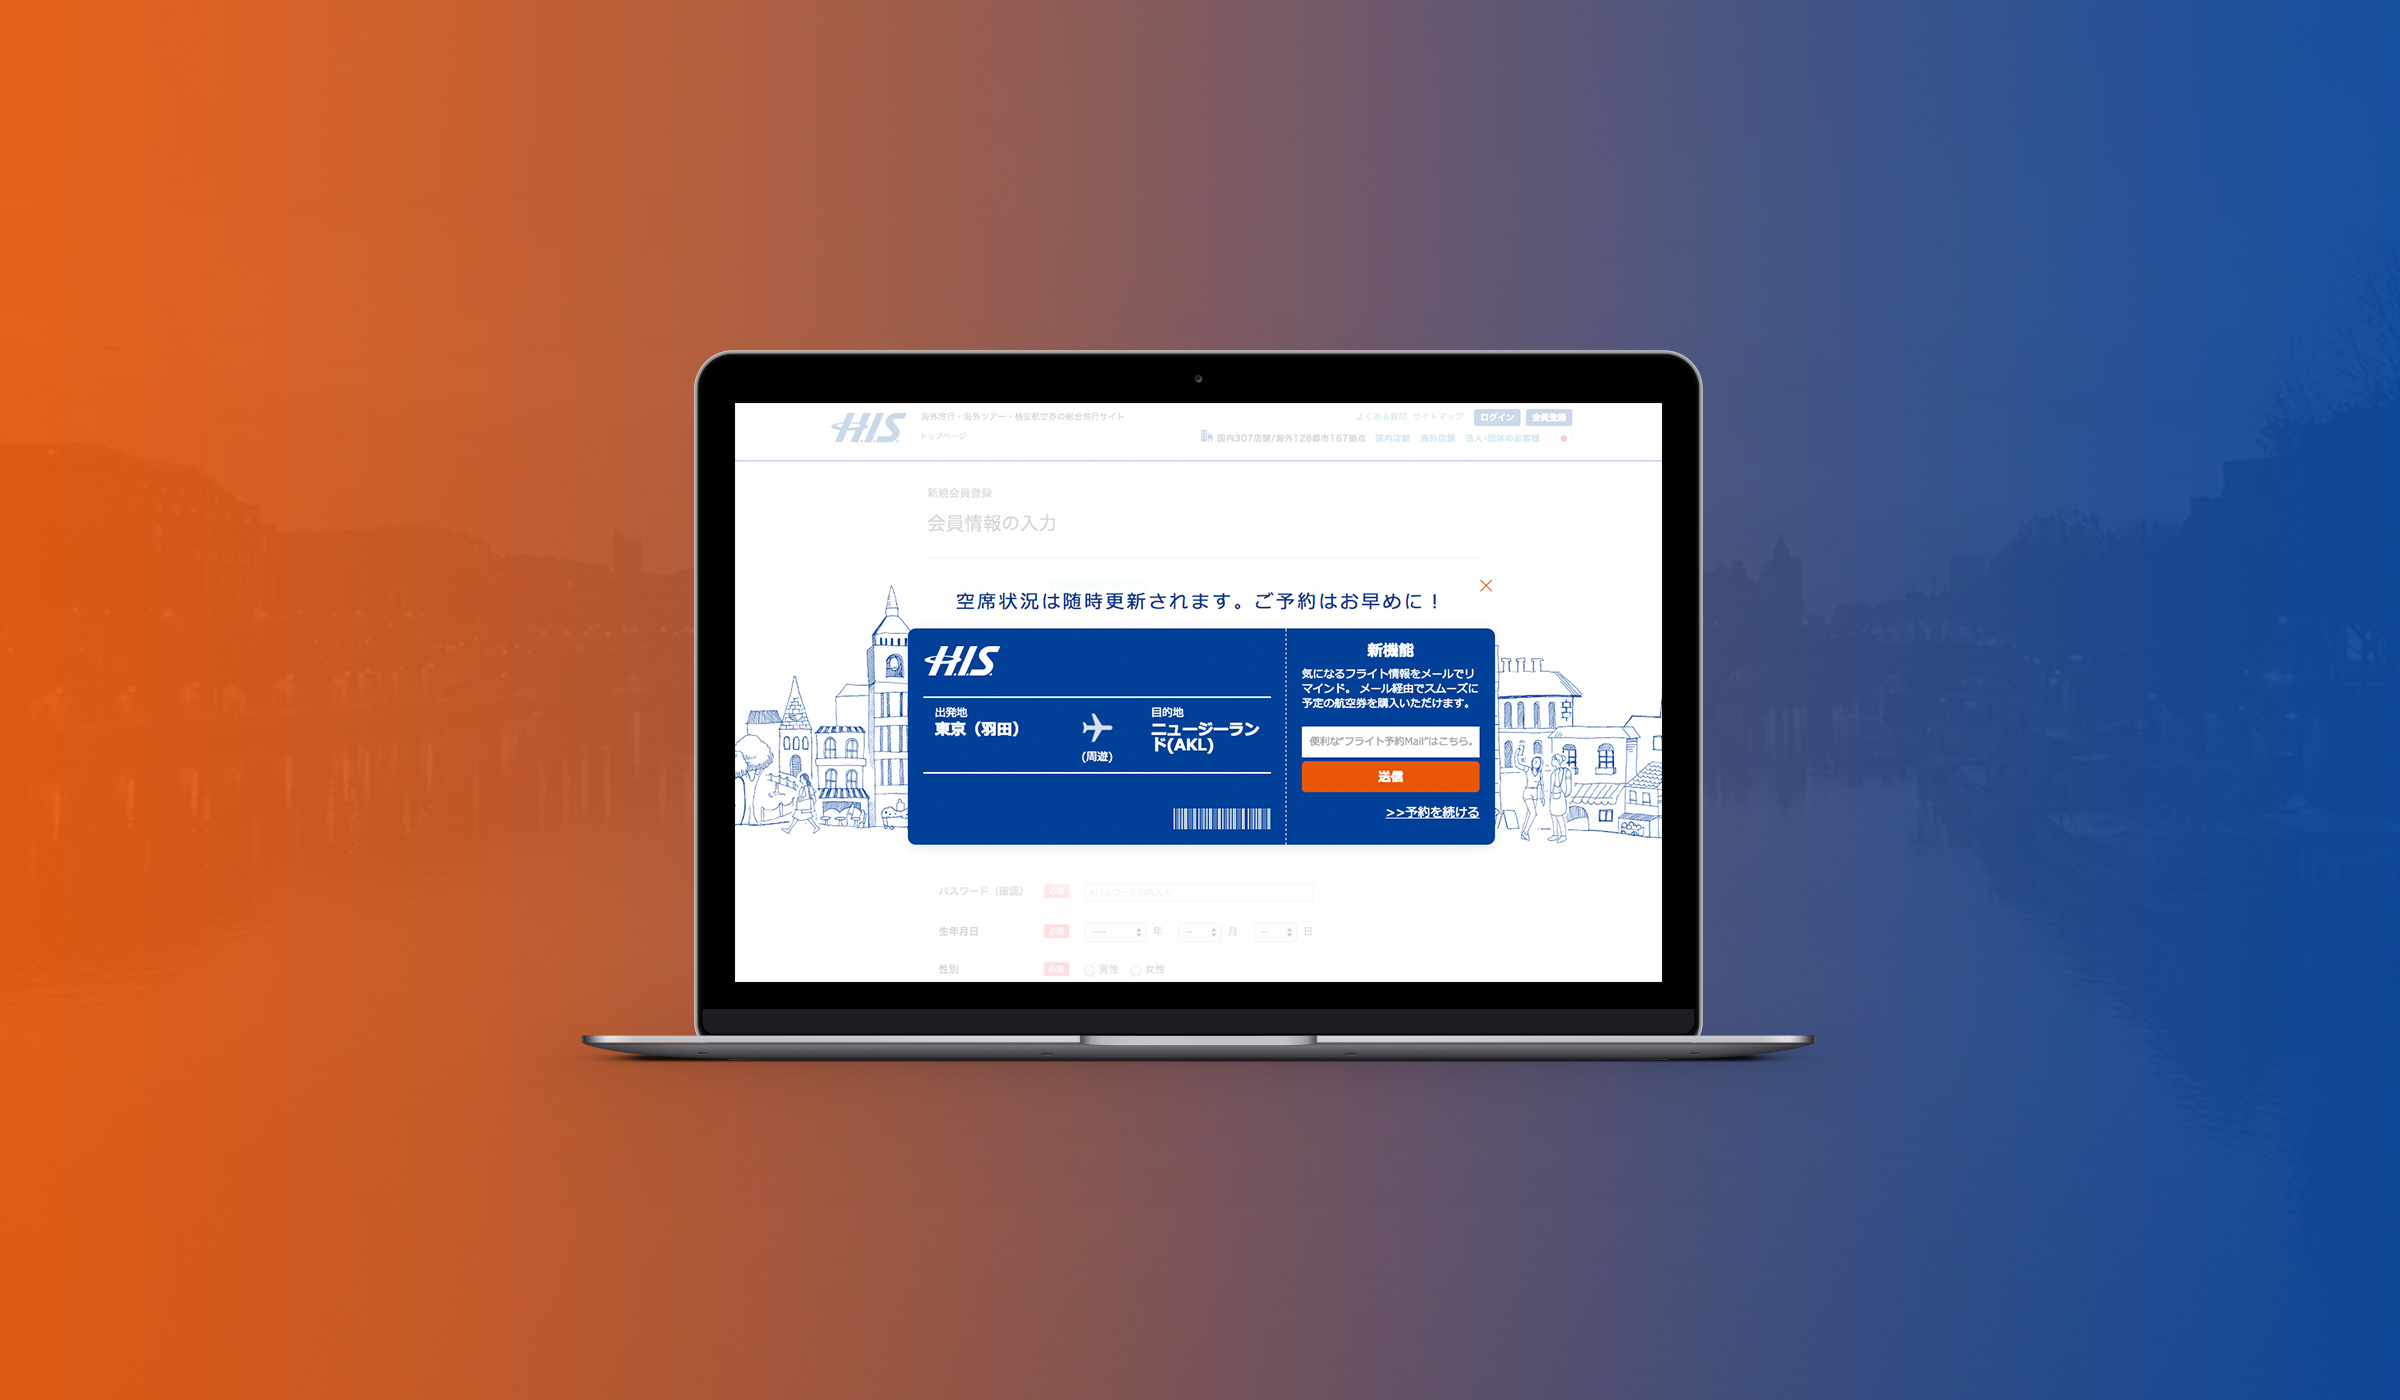 H.I.S.
海外旅行・海外ツアー・格安航空券の総合旅行サイト
トップページ
よくある質問 サイトマップ ログイン 会員登録
国内307店舗/海外128都市187拠点 国内店舗 海外店舗 法人・団体のお客様
新規会員登録
会員情報の入力
空席状況は随時更新されます。ご予約はお早めに！
H.I.S.
出発地
東京（羽田）
(周遊)
目的地
ニュージーラン
ド(AKL)
新機能
気になるフライト情報をメールでリ
マインド。 メール経由でスムーズに
予定の航空券を購入いただけます。
便利な“フライト予約Mail”はこちら。
送信
>>予約を続ける
パスワード（確認） 必須 ※パスワードの再入力
生年月日 必須 ---- 年 -- 月 -- 日
性別 必須 男性 女性